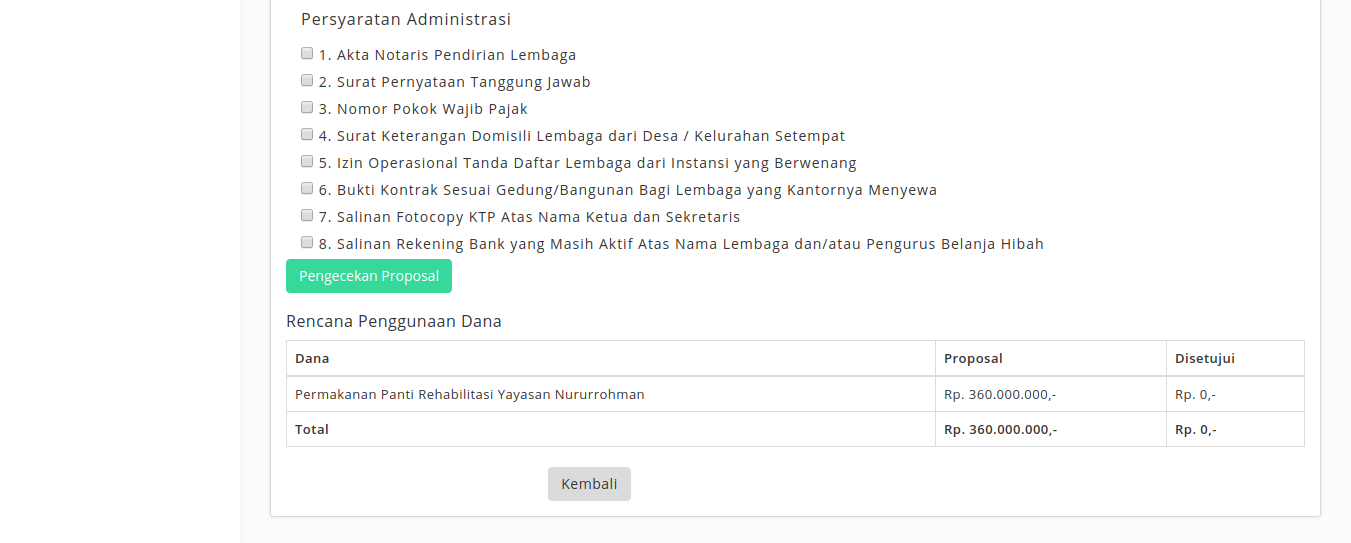 Persyaratan Administrasi
1. Akta Notaris Pendirian Lembaga
2. Surat Pernyataan Tanggung Jawab
3. Nomor Pokok Wajib Pajak
4. Surat Keterangan Domisili Lembaga dari Desa / Kelurahan Setempat
5. Izin Operasional Tanda Daftar Lembaga dari Instansi yang Berwenang
6. Bukti Kontrak Sesuai Gedung/Bangunan Bagi Lembaga yang Kantornya Menyewa
7. Salinan Fotocopy KTP Atas Nama Ketua dan Sekretaris
8. Salinan Rekening Bank yang Masih Aktif Atas Nama Lembaga dan/atau Pengurus Belanja Hibah
Pengecekan Proposal
Rencana Penggunaan Dana
Dana Proposal Disetujui
Permakanan Panti Rehabilitasi Yayasan Nururrohman Rp. 360.000.000,- Rp. 0,-
Total Rp. 360.000.000,- Rp. 0,-
Kembali